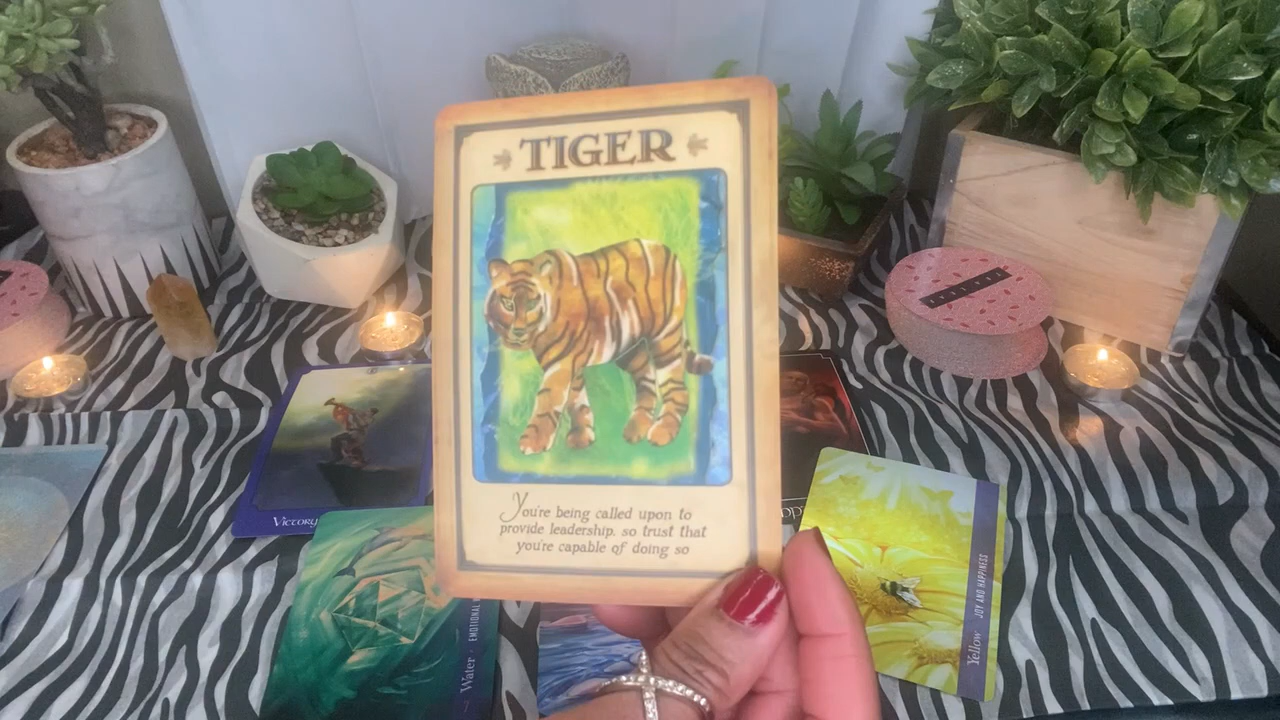 TIGER
You're being called upon to
provide leadership, so trust that
you're capable of doing so
Victory
Water EMOTIONAL
Yellow JOY AND HAPPINESS